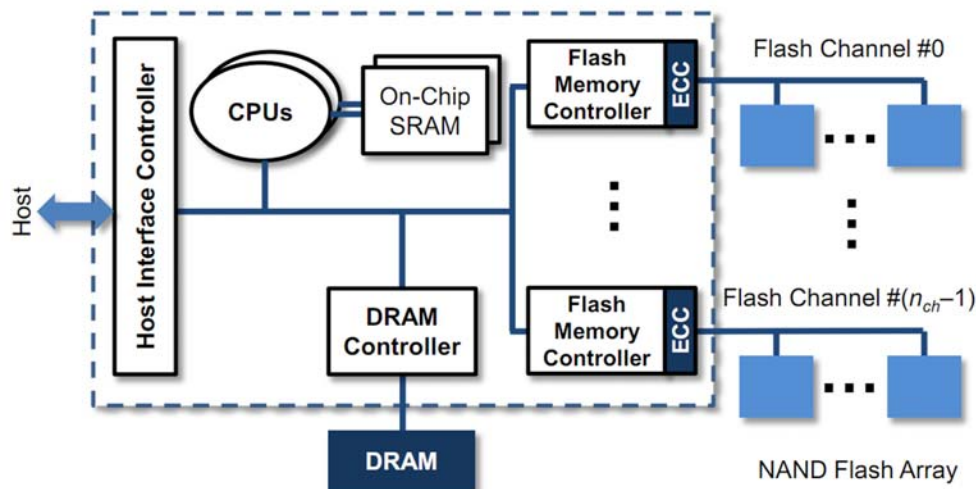 Host
Host Interface Controller
CPUs
On-Chip
SRAM
DRAM
Controller
DRAM
Flash
Memory
Controller
ECC
Flash Channel #0
Flash
Memory
Controller
ECC
Flash Channel #(n_ch–1)
NAND Flash Array